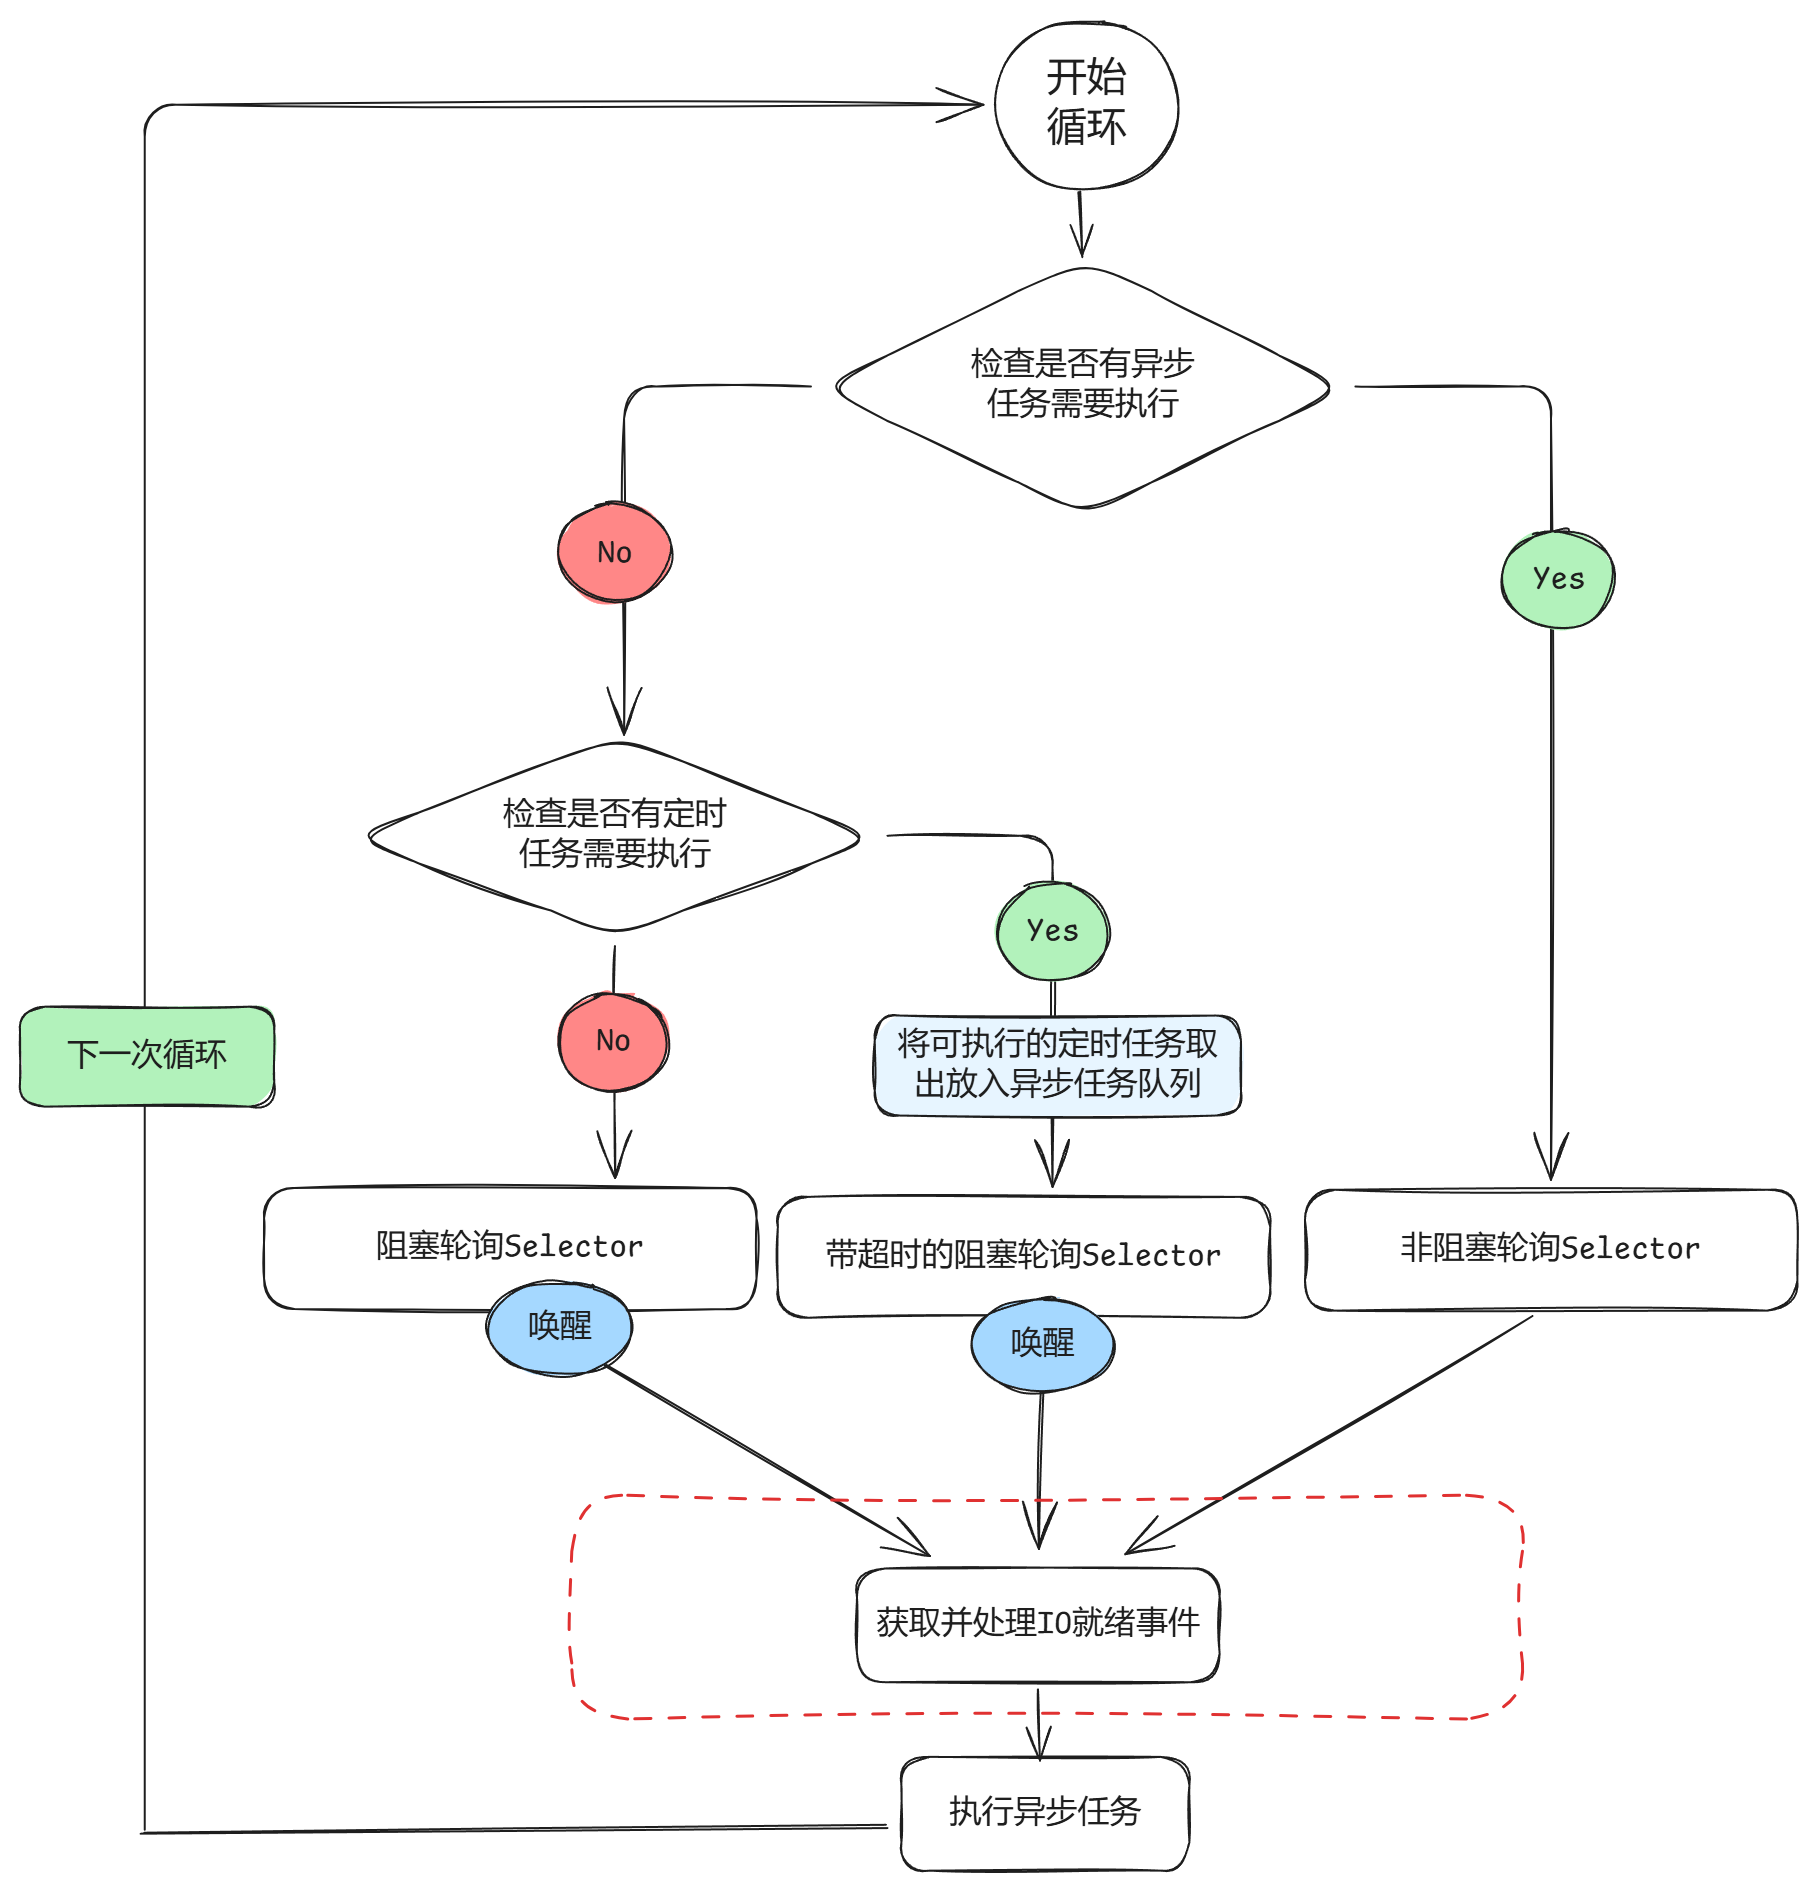 开始
循环
检查是否有异步
任务需要执行
No
Yes
检查是否有定时
任务需要执行
Yes
No
将可执行的定时任务取
出放入异步任务队列
下一次循环
阻塞轮询Selector
带超时的阻塞轮询Selector
非阻塞轮询Selector
唤醒
唤醒
获取并处理IO就绪事件
执行异步任务